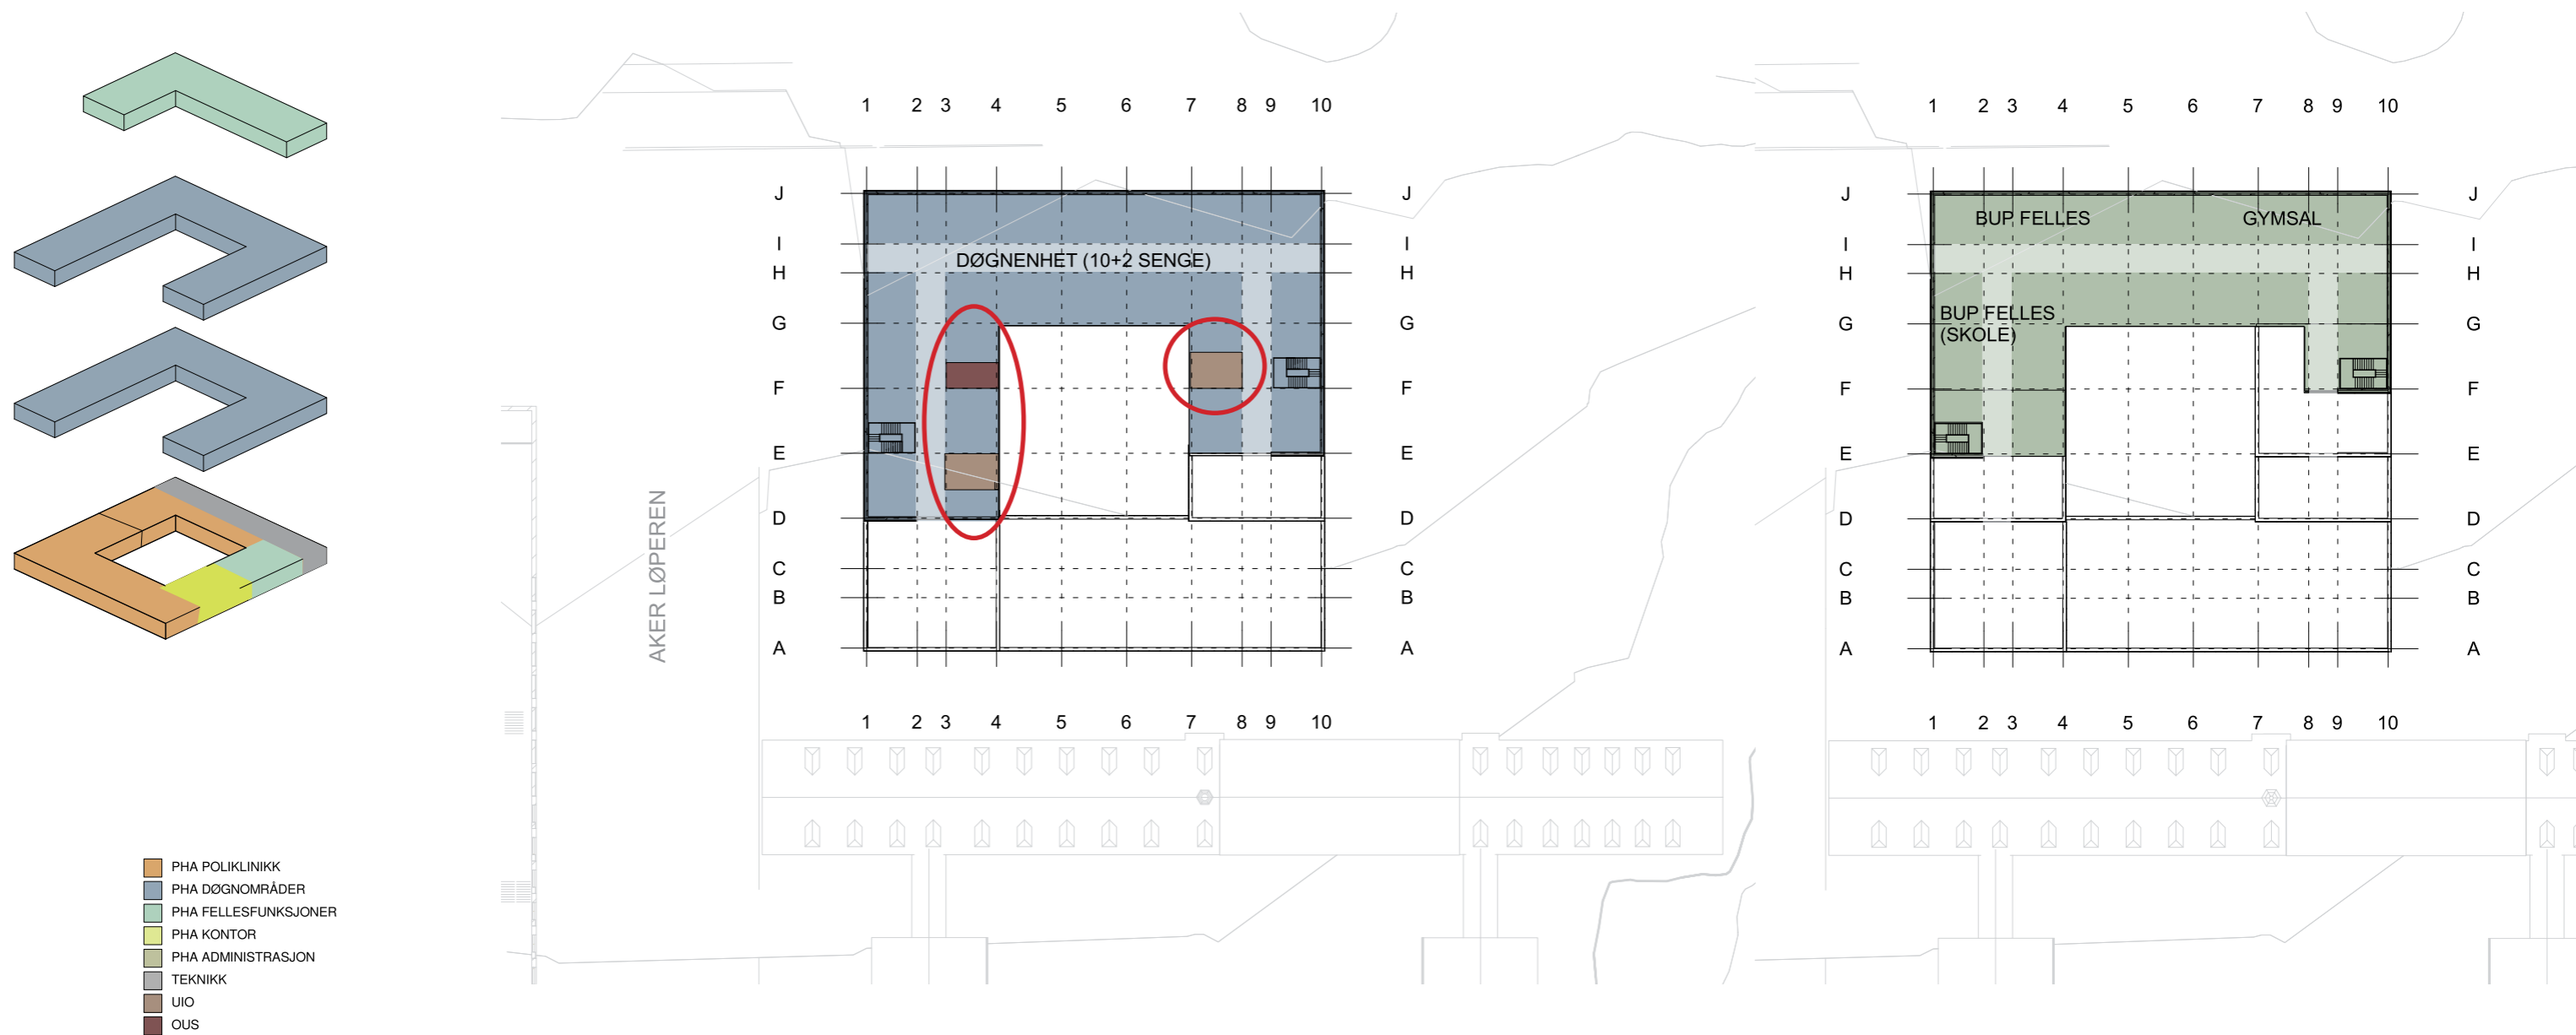 1 2 3 4 5 6 7 8 9 10
J J
I I
DØGNENHET (10+2 SENGE)
H H
G G
F F
E E
D D
C C
B B
A A
1 2 3 4 5 6 7 8 9 10
AKER LØPEREN
1 2 3 4 5 6 7 8 9 10
J J
BUP FELLES GYMSAL
I I
H H
BUP FELLES
(SKOLE)
G G
F F
E E
D D
C C
B B
A A
1 2 3 4 5 6 7 8 9 10
PHA POLIKLINIKK
PHA DØGNOMRÅDER
PHA FELLESFUNKSJONER
PHA KONTOR
PHA ADMINISTRASJON
TEKNIKK
UIO
OUS